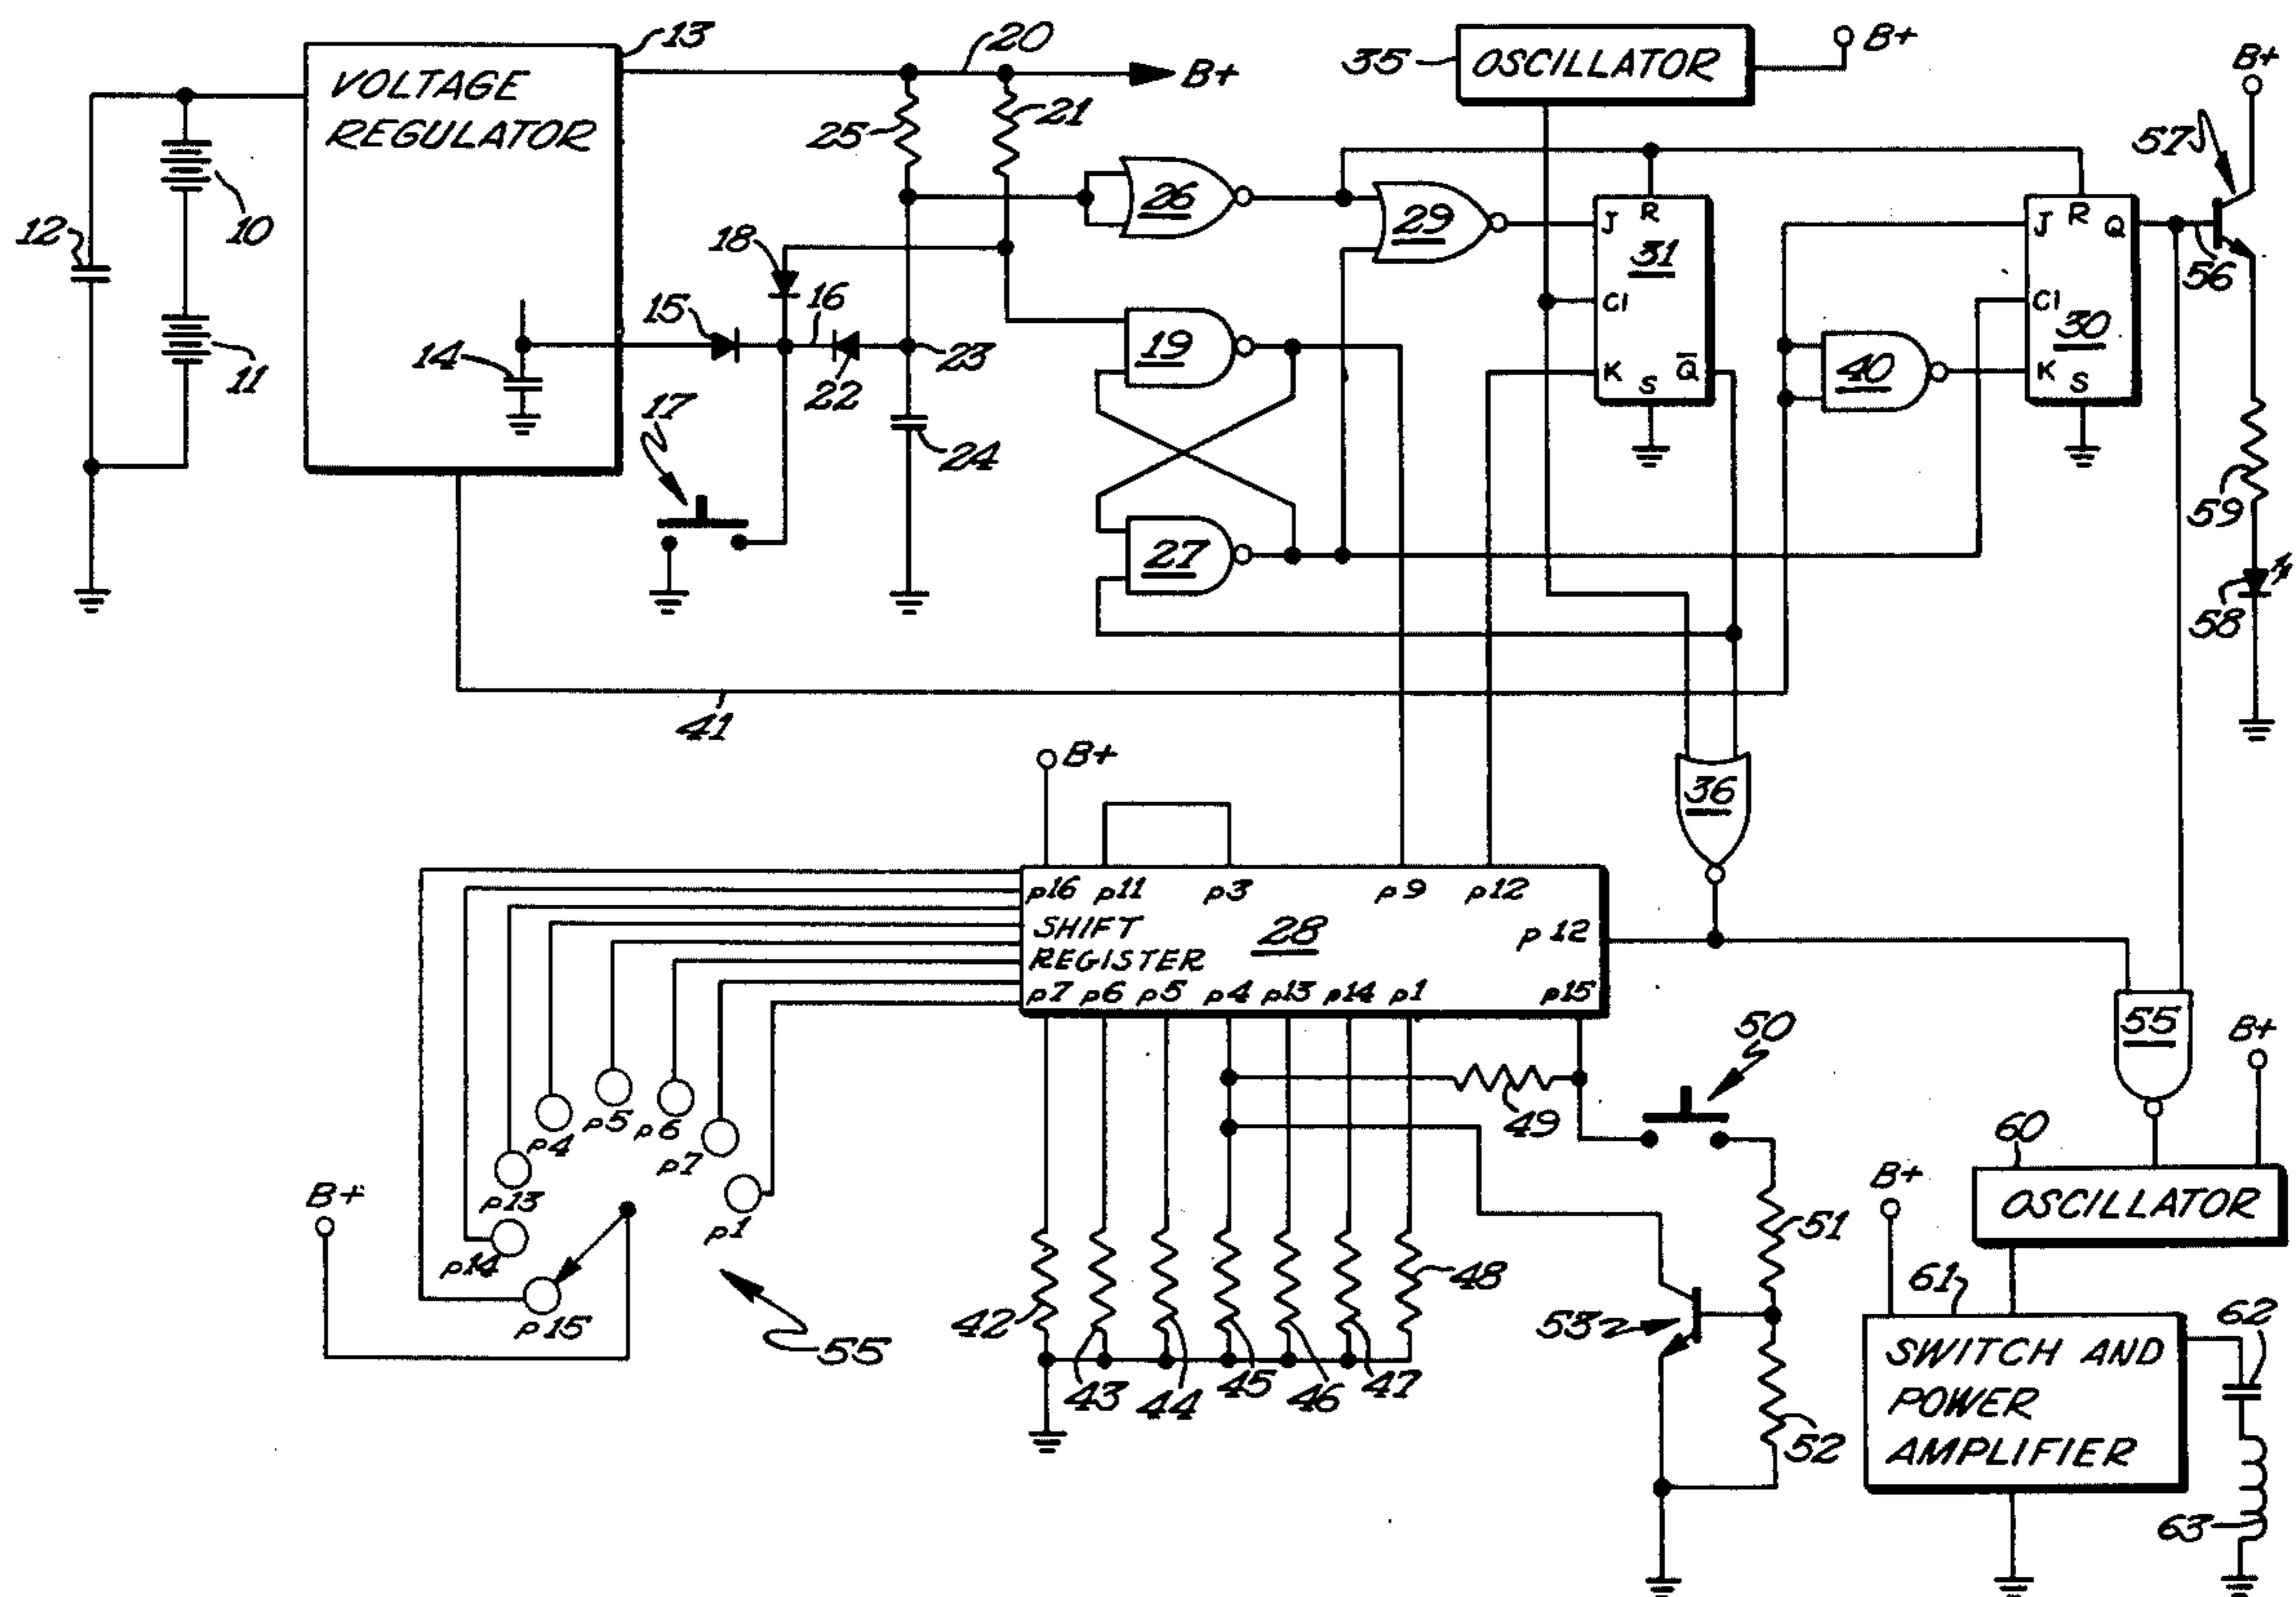 13
20
35
OSCILLATOR
B+
B+
VOLTAGE
REGULATOR
B+
25
21
57
12
10
26
29
J
R
31
Cl
K
S
Q̅
J
R
Q
Cl
30
K
S
56
18
15
16
19
40
14
22
23
11
17
24
59
27
58
41
B+
36
p16
p11
p3
p9
p12
SHIFT
REGISTER
28
p 12
p7
p6
p5
p4
p13
p14
p1
p15
50
55
B+
49
p4
p5
p6
p7
60
p13
B+
p1
B+
OSCILLATOR
51
p14
61
48
p15
42
53
62
55
SWITCH AND
POWER
AMPLIFIER
43
44
45
46
47
52
63